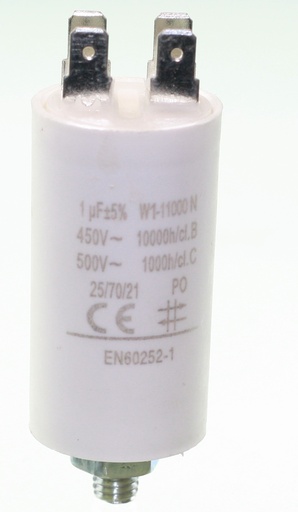 1 µF±5% W1-11000 N
450V~ 10000h/cl.B
500V~ 1000h/cl.C
25/70/21 PO
CE
EN60252-1